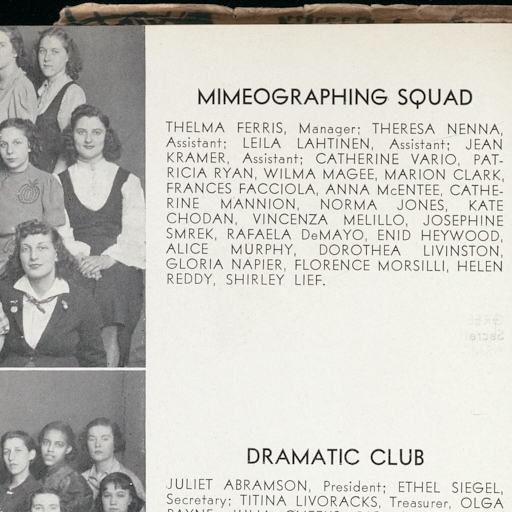 MIMEOGRAPHING SQUAD
THELMA FERRIS, Manager; THERESA NENNA,
Assistant; LEILA LAHTINEN, Assistant; JEAN
KRAMER, Assistant; CATHERINE VARIO, PAT-
RICIA RYAN, WILMA MAGEE, MARION CLARK,
FRANCES FACCIOLA, ANNA McENTEE, CATHE-
RINE MANNION, NORMA JONES, KATE
CHODAN, VINCENZA MELILLO, JOSEPHINE
SMREK, RAFAELA DeMAYO, ENID HEYWOOD,
ALICE MURPHY, DOROTHEA LIVINSTON,
GLORIA NAPIER, FLORENCE MORSILLI, HELEN
REDDY, SHIRLEY LIEF.
DRAMATIC CLUB
JULIET ABRAMSON, President; ETHEL SIEGEL,
Secretary; TITINA LIVORACKS, Treasurer, OLGA